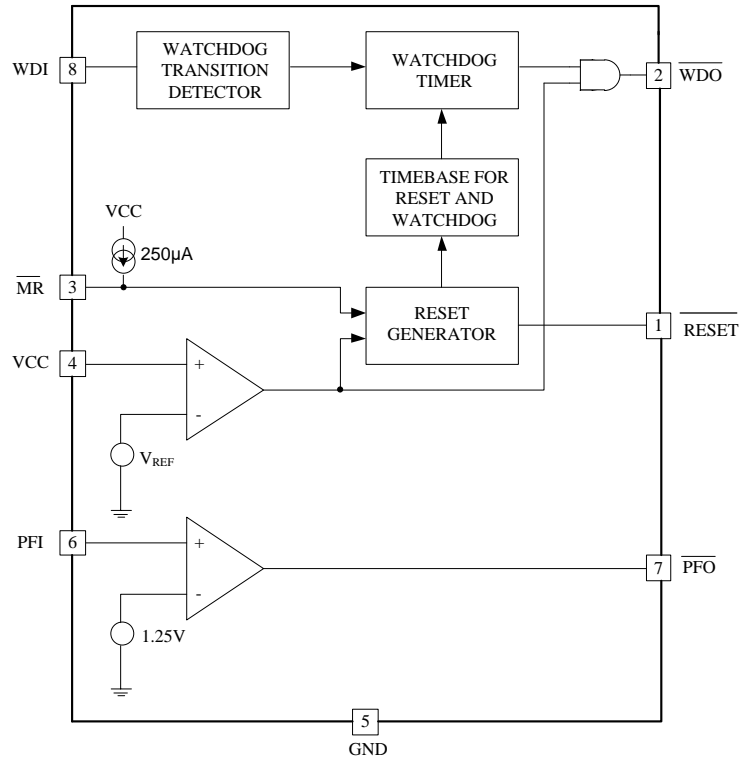 WDI
8
WATCHDOG
TRANSITION
DETECTOR
WATCHDOG
TIMER
2
WDO
TIMEBASE FOR
RESET AND
WATCHDOG
VCC
250µA
MR
3
RESET
GENERATOR
1
RESET
VCC
4
+
-
VREF
PFI
6
+
-
1.25V
7
PFO
5
GND